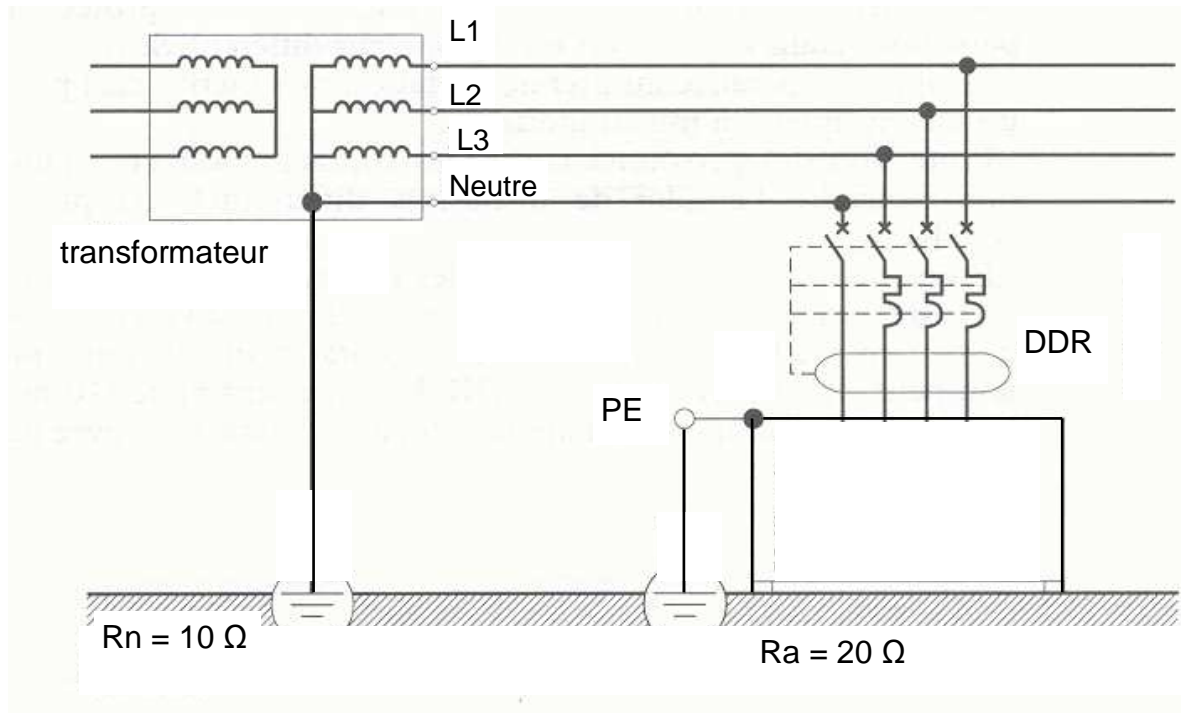 L1
L2
L3
Neutre
transformateur
DDR
PE
Rn = 10 Ω
Ra = 20 Ω